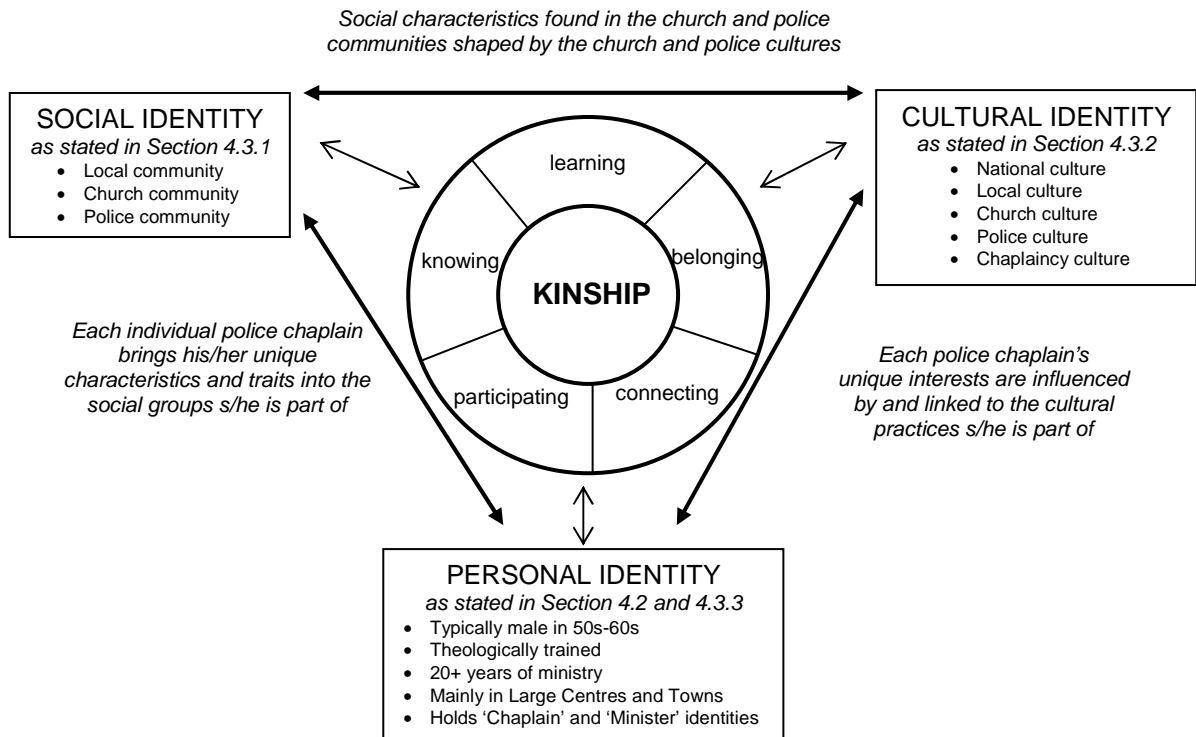 Social characteristics found in the church and police
communities shaped by the church and police cultures
SOCIAL IDENTITY
as stated in Section 4.3.1
• Local community
• Church community
• Police community
CULTURAL IDENTITY
as stated in Section 4.3.2
• National culture
• Local culture
• Church culture
• Police culture
• Chaplaincy culture
learning
knowing
belonging
KINSHIP
participating
connecting
Each individual police chaplain
brings his/her unique
characteristics and traits into the
social groups s/he is part of
Each police chaplain's
unique interests are influenced
by and linked to the cultural
practices s/he is part of
PERSONAL IDENTITY
as stated in Section 4.2 and 4.3.3
• Typically male in 50s-60s
• Theologically trained
• 20+ years of ministry
• Mainly in Large Centres and Towns
• Holds 'Chaplain' and 'Minister' identities